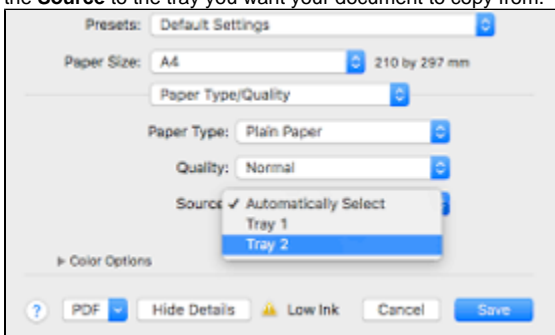 the Source to the tray you want your document to copy from.
Presets: Default Settings
Paper Size: A4 210 by 297 mm
Paper Type/Quality
Paper Type: Plain Paper
Quality: Normal
Source ✓ Automatically Select
Tray 1
Tray 2
Color Options
? PDF Hide Details Low Ink Cancel Save